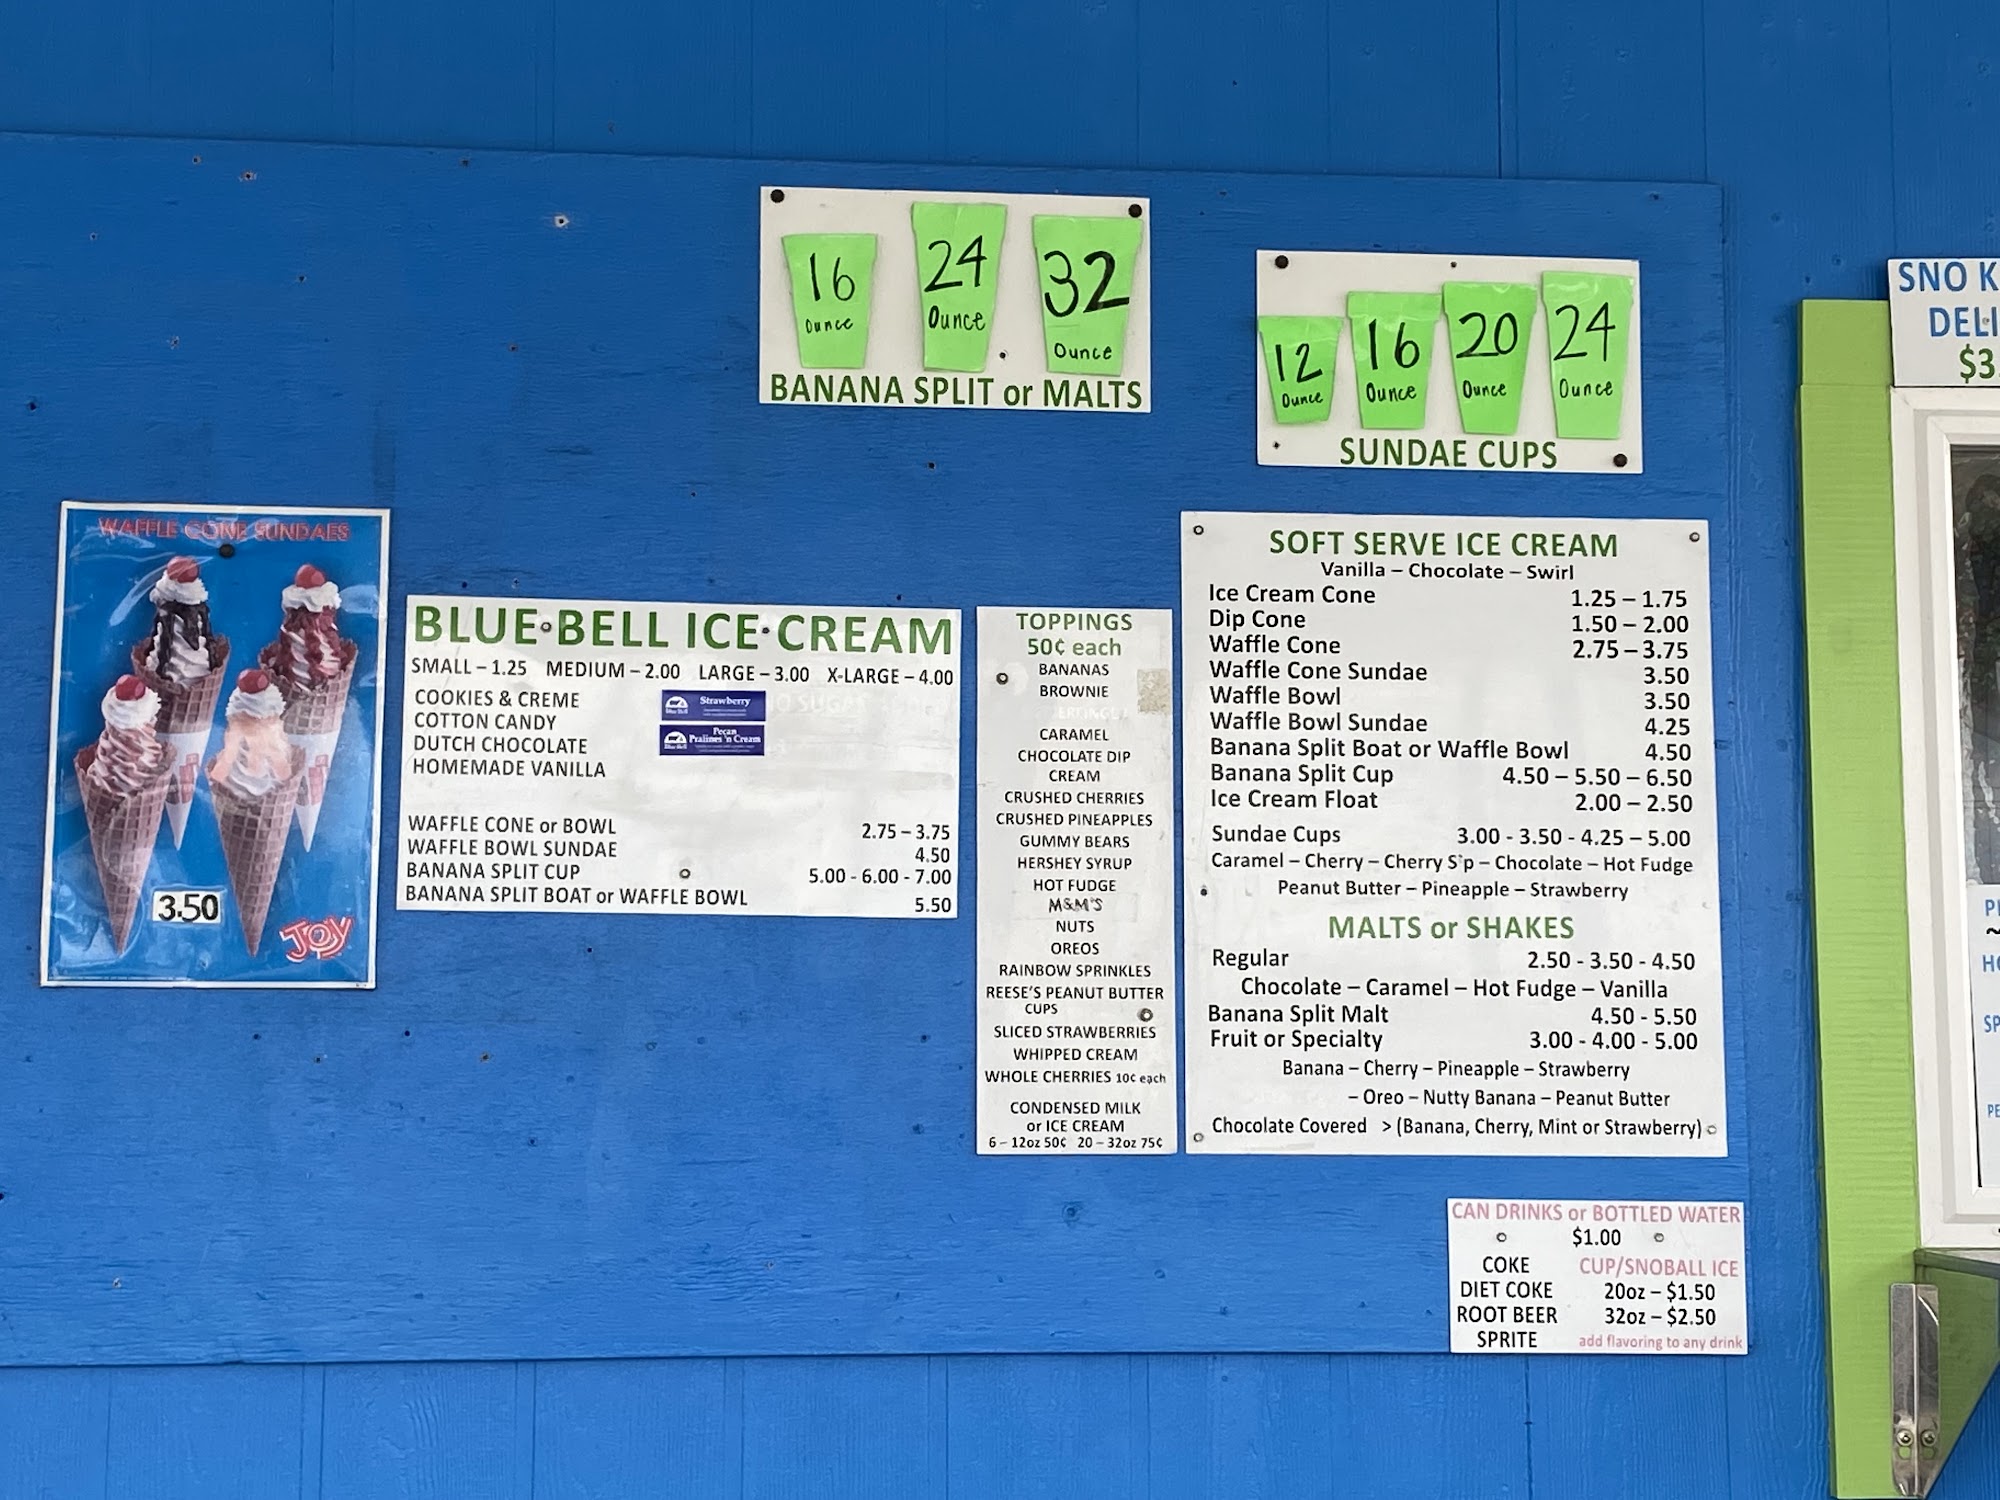 16
Ounce
24
Ounce
32
Ounce
BANANA SPLIT or MALTS
12
Ounce
16
Ounce
20
Ounce
24
Ounce
SUNDAE CUPS
SNO K
DELI
$3.
WAFFLE CONE SUNDAES
3.50
JOY
BLUE BELL ICE CREAM
SMALL – 1.25 MEDIUM – 2.00 LARGE – 3.00 X-LARGE – 4.00
COOKIES & CREME
COTTON CANDY
DUTCH CHOCOLATE
HOMEMADE VANILLA
Strawberry
Blue Bell
Pecan
Pralines 'n Cream
Blue Bell
WAFFLE CONE or BOWL 2.75 – 3.75
WAFFLE BOWL SUNDAE 4.50
BANANA SPLIT CUP 5.00 - 6.00 - 7.00
BANANA SPLIT BOAT or WAFFLE BOWL 5.50
TOPPINGS
50¢ each
BANANAS
BROWNIE
CARAMEL
CHOCOLATE DIP
CREAM
CRUSHED CHERRIES
CRUSHED PINEAPPLES
GUMMY BEARS
HERSHEY SYRUP
HOT FUDGE
M&M'S
NUTS
OREOS
RAINBOW SPRINKLES
REESE'S PEANUT BUTTER
CUPS
SLICED STRAWBERRIES
WHIPPED CREAM
WHOLE CHERRIES 10¢ each
CONDENSED MILK
or ICE CREAM
6 – 12oz 50¢ 20 – 32oz 75¢
SOFT SERVE ICE CREAM
Vanilla – Chocolate – Swirl
Ice Cream Cone 1.25 – 1.75
Dip Cone 1.50 – 2.00
Waffle Cone 2.75 – 3.75
Waffle Cone Sundae 3.50
Waffle Bowl 3.50
Waffle Bowl Sundae 4.25
Banana Split Boat or Waffle Bowl 4.50
Banana Split Cup 4.50 – 5.50 – 6.50
Ice Cream Float 2.00 – 2.50
Sundae Cups 3.00 - 3.50 - 4.25 – 5.00
Caramel – Cherry – Cherry S p – Chocolate – Hot Fudge
Peanut Butter – Pineapple – Strawberry
MALTS or SHAKES
Regular 2.50 - 3.50 - 4.50
Chocolate – Caramel – Hot Fudge – Vanilla
Banana Split Malt 4.50 - 5.50
Fruit or Specialty 3.00 - 4.00 - 5.00
Banana – Cherry – Pineapple – Strawberry
– Oreo – Nutty Banana – Peanut Butter
Chocolate Covered > (Banana, Cherry, Mint or Strawberry)
CAN DRINKS or BOTTLED WATER
$1.00
COKE
DIET COKE
ROOT BEER
SPRITE
CUP/SNOBALL ICE
20oz – $1.50
32oz – $2.50
add flavoring to any drink